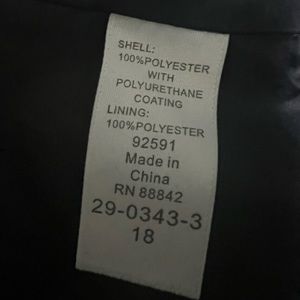 SHELL:
100%POLYESTER
WITH
POLYURETHANE
COATING
LINING:
100%POLYESTER
92591
Made in
China
RN 88842
29-0343-3
18